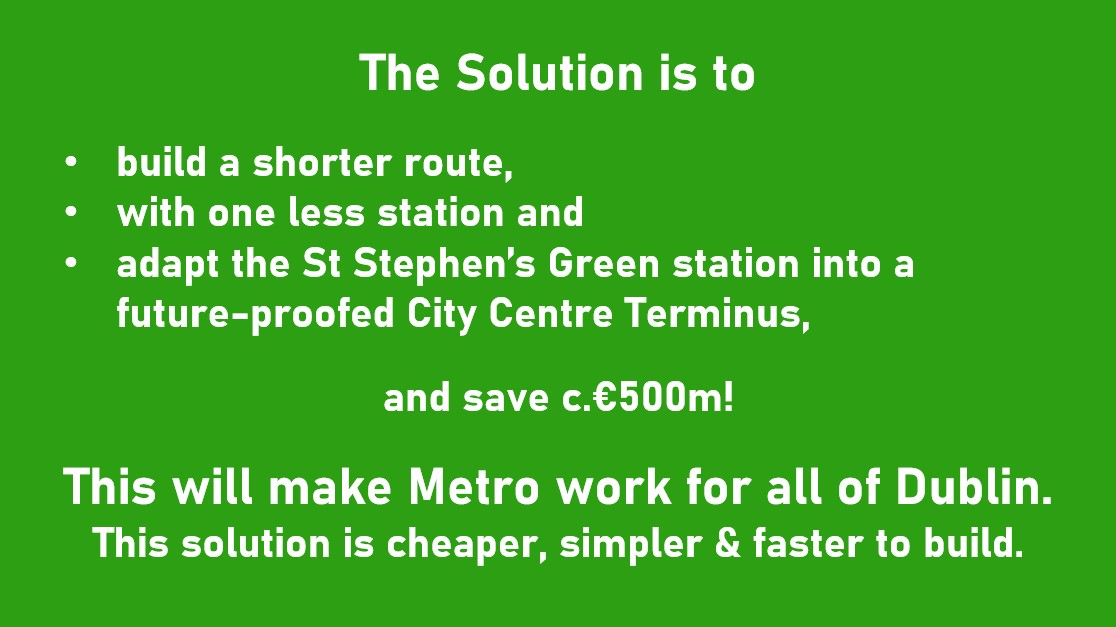 The Solution is to
• build a shorter route,
• with one less station and
• adapt the St Stephen's Green station into a
future-proofed City Centre Terminus,
and save c.€500m!
This will make Metro work for all of Dublin.
This solution is cheaper, simpler & faster to build.